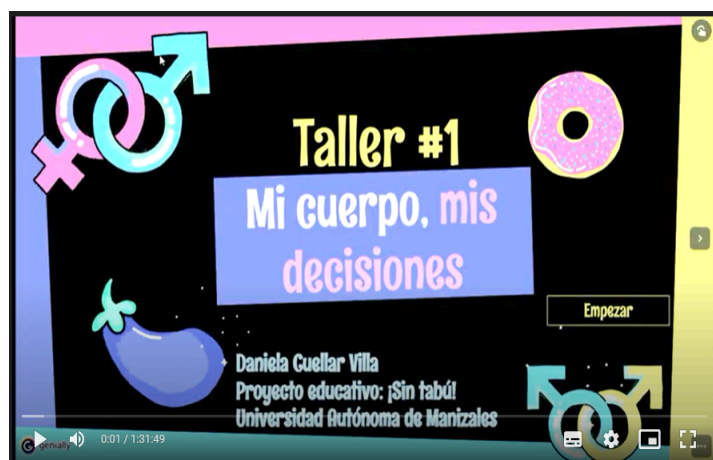 Taller #1
Mi cuerpo, mis
decisiones
Empezar
Daniela Cuellar Villa
Proyecto educativo: ¡Sin tabú!
Universidad Autónoma de Manizales
genially
0:01 / 1:31:49